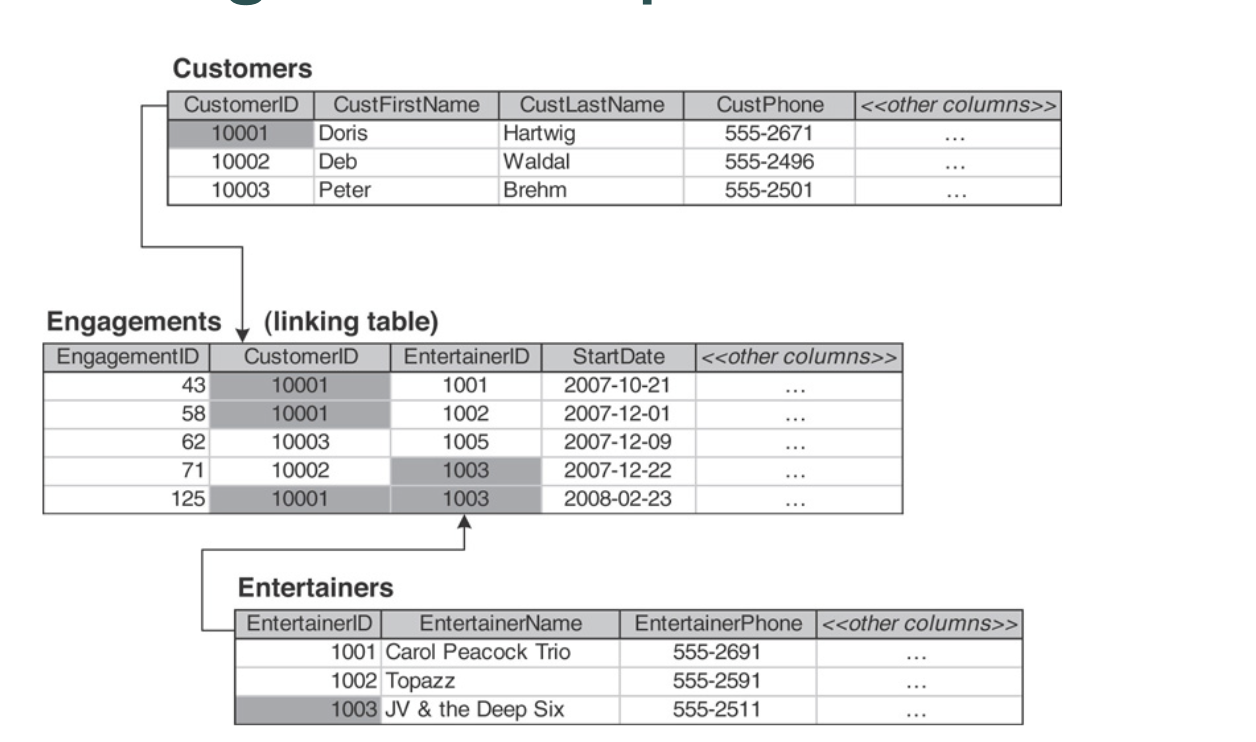 Customers
CustomerID CustFirstName CustLastName CustPhone <<other columns>>
10001 Doris Hartwig 555-2671 ...
10002 Deb Waldal 555-2496 ...
10003 Peter Brehm 555-2501 ...
Engagements (linking table)
EngagementID CustomerID EntertainerID StartDate <<other columns>>
43 10001 1001 2007-10-21 ...
58 10001 1002 2007-12-01 ...
62 10003 1005 2007-12-09 ...
71 10002 1003 2007-12-22 ...
125 10001 1003 2008-02-23 ...
Entertainers
EntertainerID EntertainerName EntertainerPhone <<other columns>>
1001 Carol Peacock Trio 555-2691 ...
1002 Topazz 555-2591 ...
1003 JV & the Deep Six 555-2511 ...